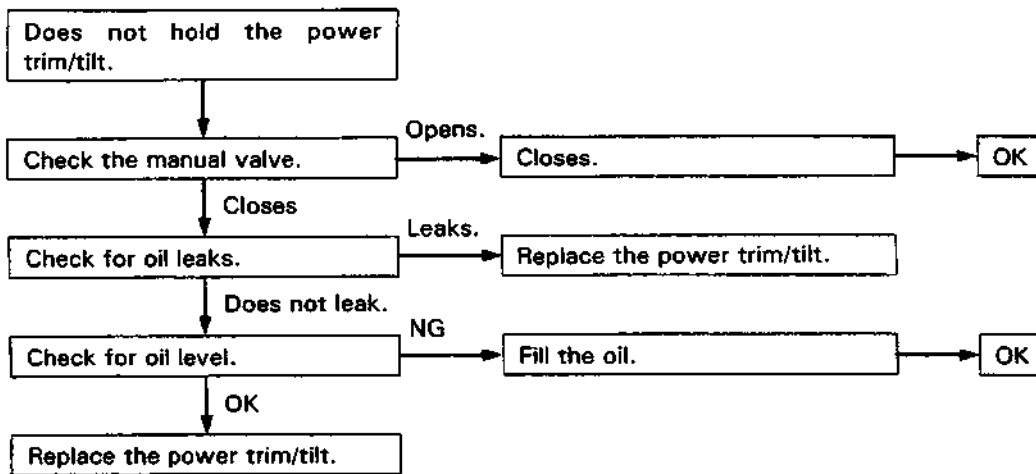 Does not hold the power
trim/tilt.
Opens.
Check the manual valve.
Closes.
OK
Closes
Leaks.
Check for oil leaks.
Replace the power trim/tilt.
Does not leak.
NG
Check for oil level.
Fill the oil.
OK
OK
Replace the power trim/tilt.